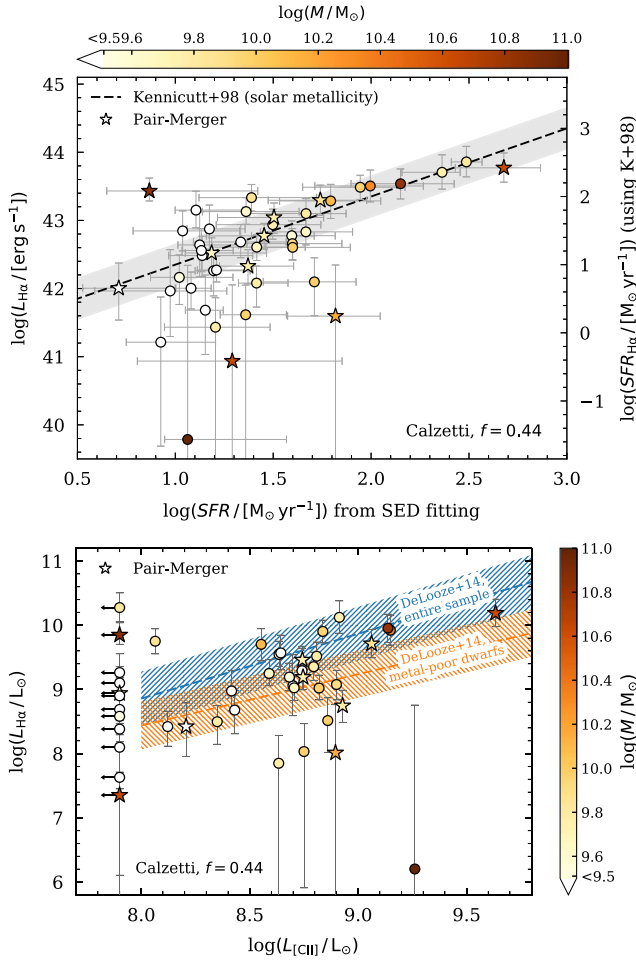 log(M / M⊙)
<9.5 9.6 9.8 10.0 10.2 10.4 10.6 10.8 11.0
45
44
43
42
41
40
log(LHα / [erg s⁻¹])
Kennicutt+98 (solar metallicity)
Pair-Merger
Calzetti, f = 0.44
3
2
1
0
−1
log(SFRHα / [M⊙ yr⁻¹]) (using K+98)
0.5 1.0 1.5 2.0 2.5 3.0
log(SFR / [M⊙ yr⁻¹]) from SED fitting
11
10
9
8
7
6
log(LHα / L⊙)
Pair-Merger
DeLooze+14,
entire sample
DeLooze+14,
metal-poor dwarfs
Calzetti, f = 0.44
8.0 8.5 9.0 9.5
log(L[CII] / L⊙)
11.0
10.8
10.6
10.4
10.2
10.0
9.8
9.6
<9.5
log(M / M⊙)